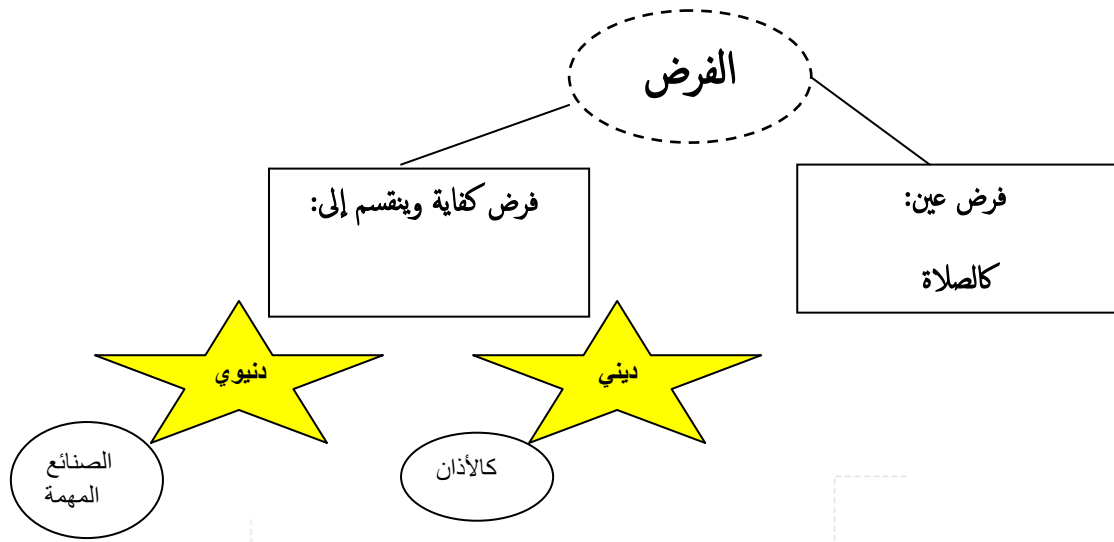 الفرض
فرض عين:
كالصلاة
فرض كفاية وينقسم إلى:
ديني
دنيوي
كالأذان
الصنائع
المهمة